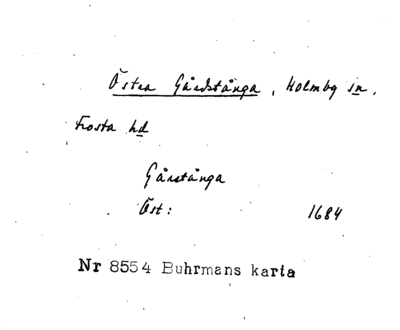 Östra Gårdstånga, Holmby sn,
Frosta hd
Gårstånga
Öst: 1684
Nr 8554 Buhrmans karta